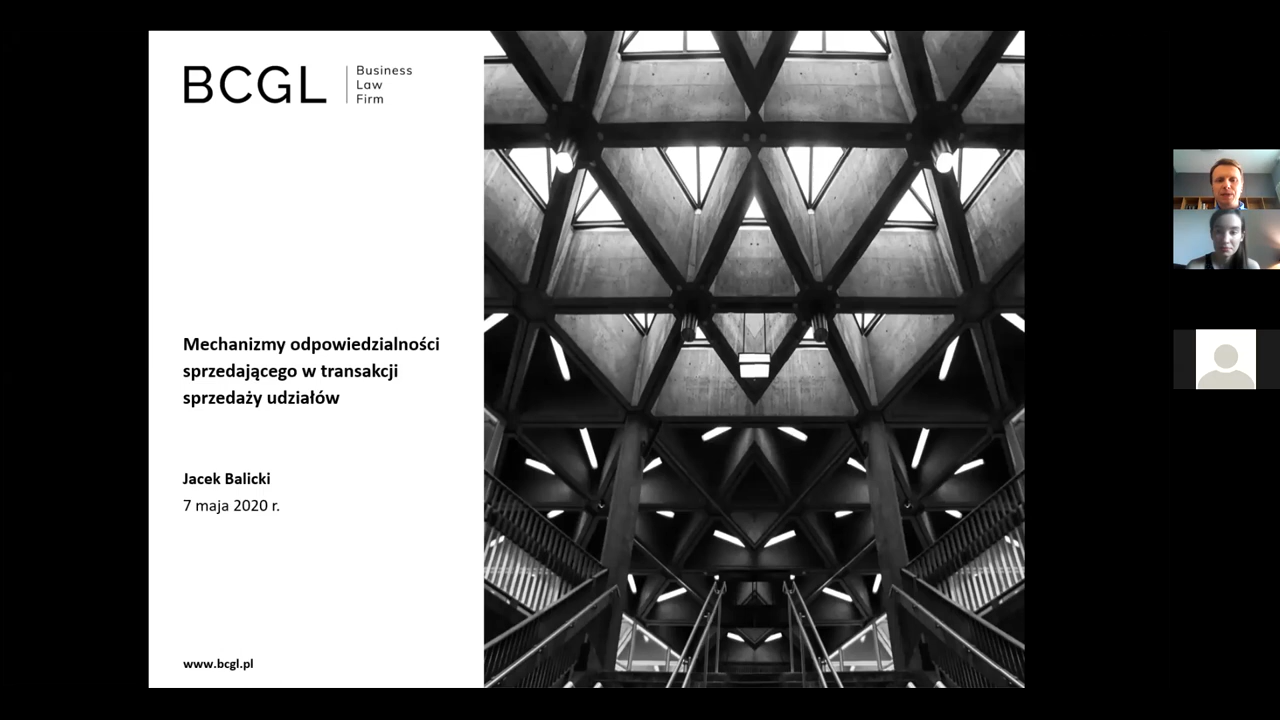 BCGL
Business
Law
Firm
Mechanizmy odpowiedzialności
sprzedającego w transakcji
sprzedaży udziałów
Jacek Balicki
7 maja 2020 r.
www.bcgl.pl